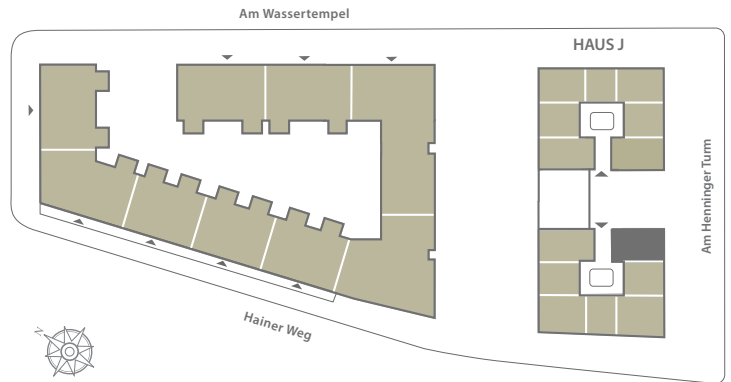 Am Wassertempel
HAUS J
Am Henninger Turm
Hainer Weg
N